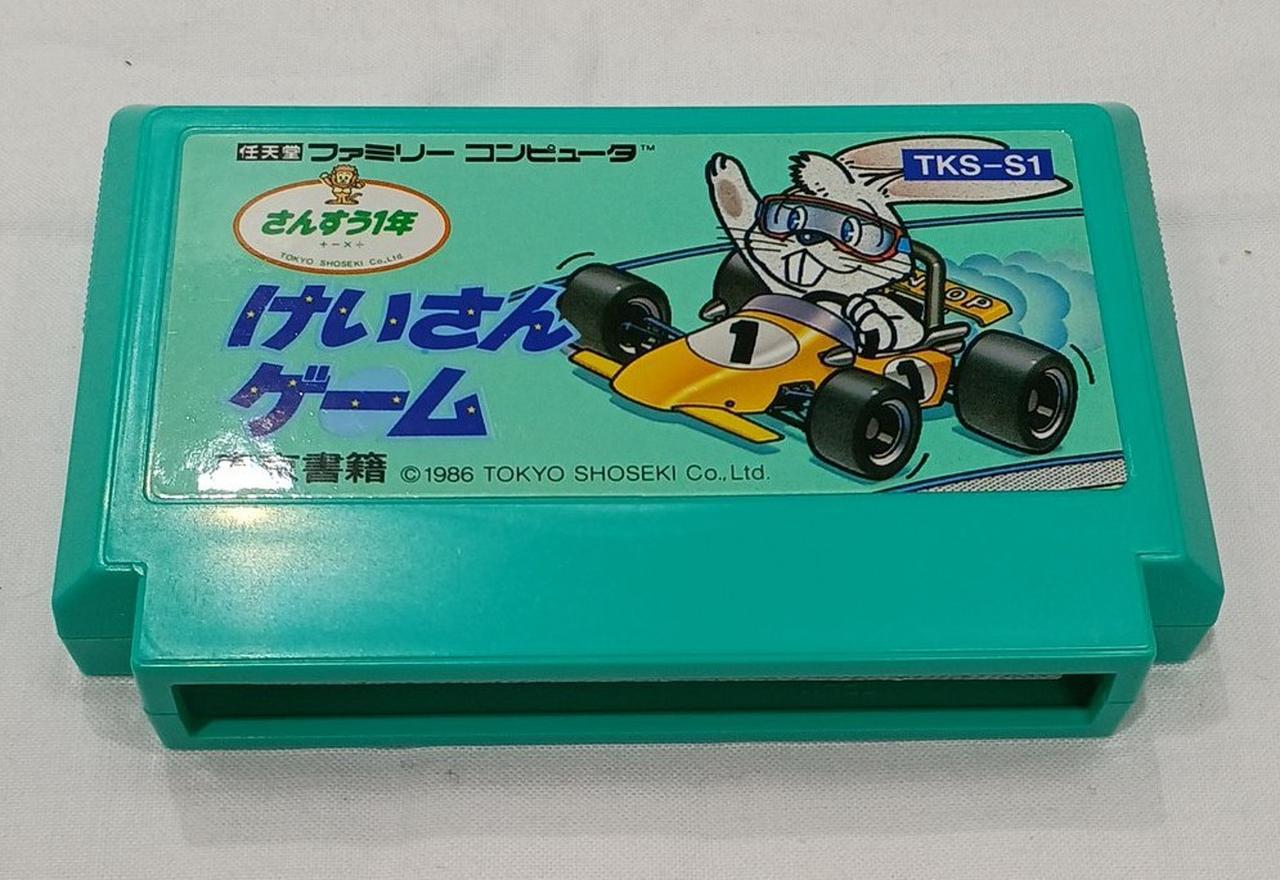 任天堂 ファミリー コンピュータ™
TKS-S1
さんすう1年
+-×÷
TOKYO SHOSEKI Co.,Ltd.
けいさん
ゲーム
1
1
東京書籍 ©1986 TOKYO SHOSEKI Co.,Ltd.